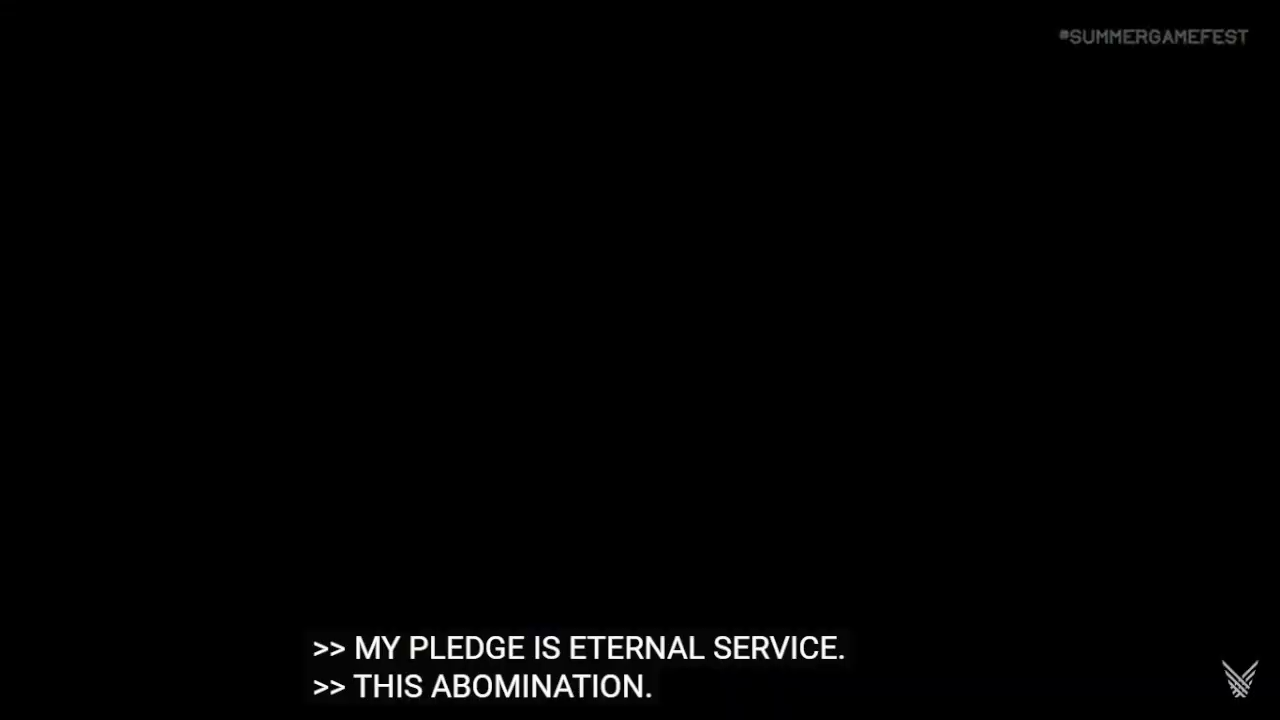 #SUMMERGAMEFEST
>> MY PLEDGE IS ETERNAL SERVICE.
>> THIS ABOMINATION.